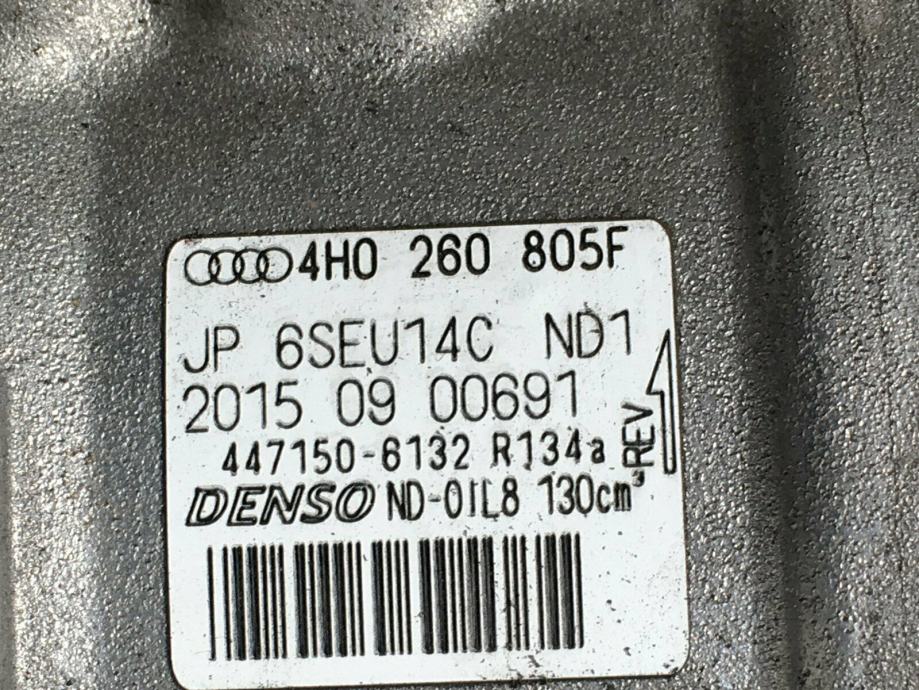 4H0 260 805F
JP 6SEU14C ND1
2015 09 00691
447150-6132 R134a
DENSO ND-OIL8 130cm³
REV